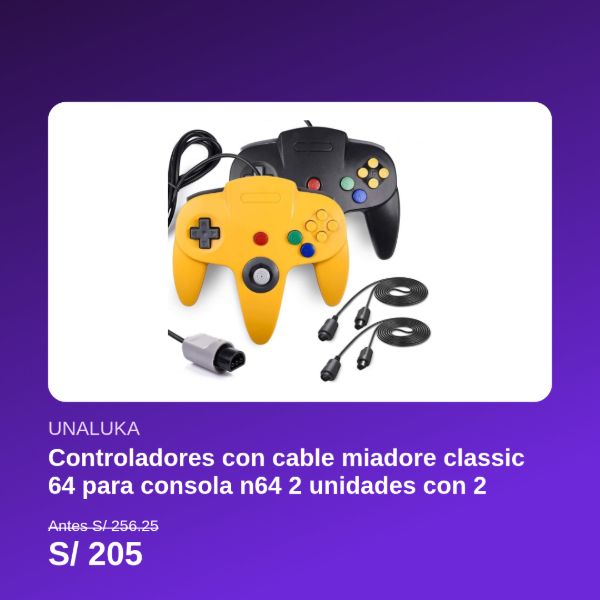 UNALUKA
Controladores con cable miadore classic
64 para consola n64 2 unidades con 2
Antes S/ 256.25
S/ 205